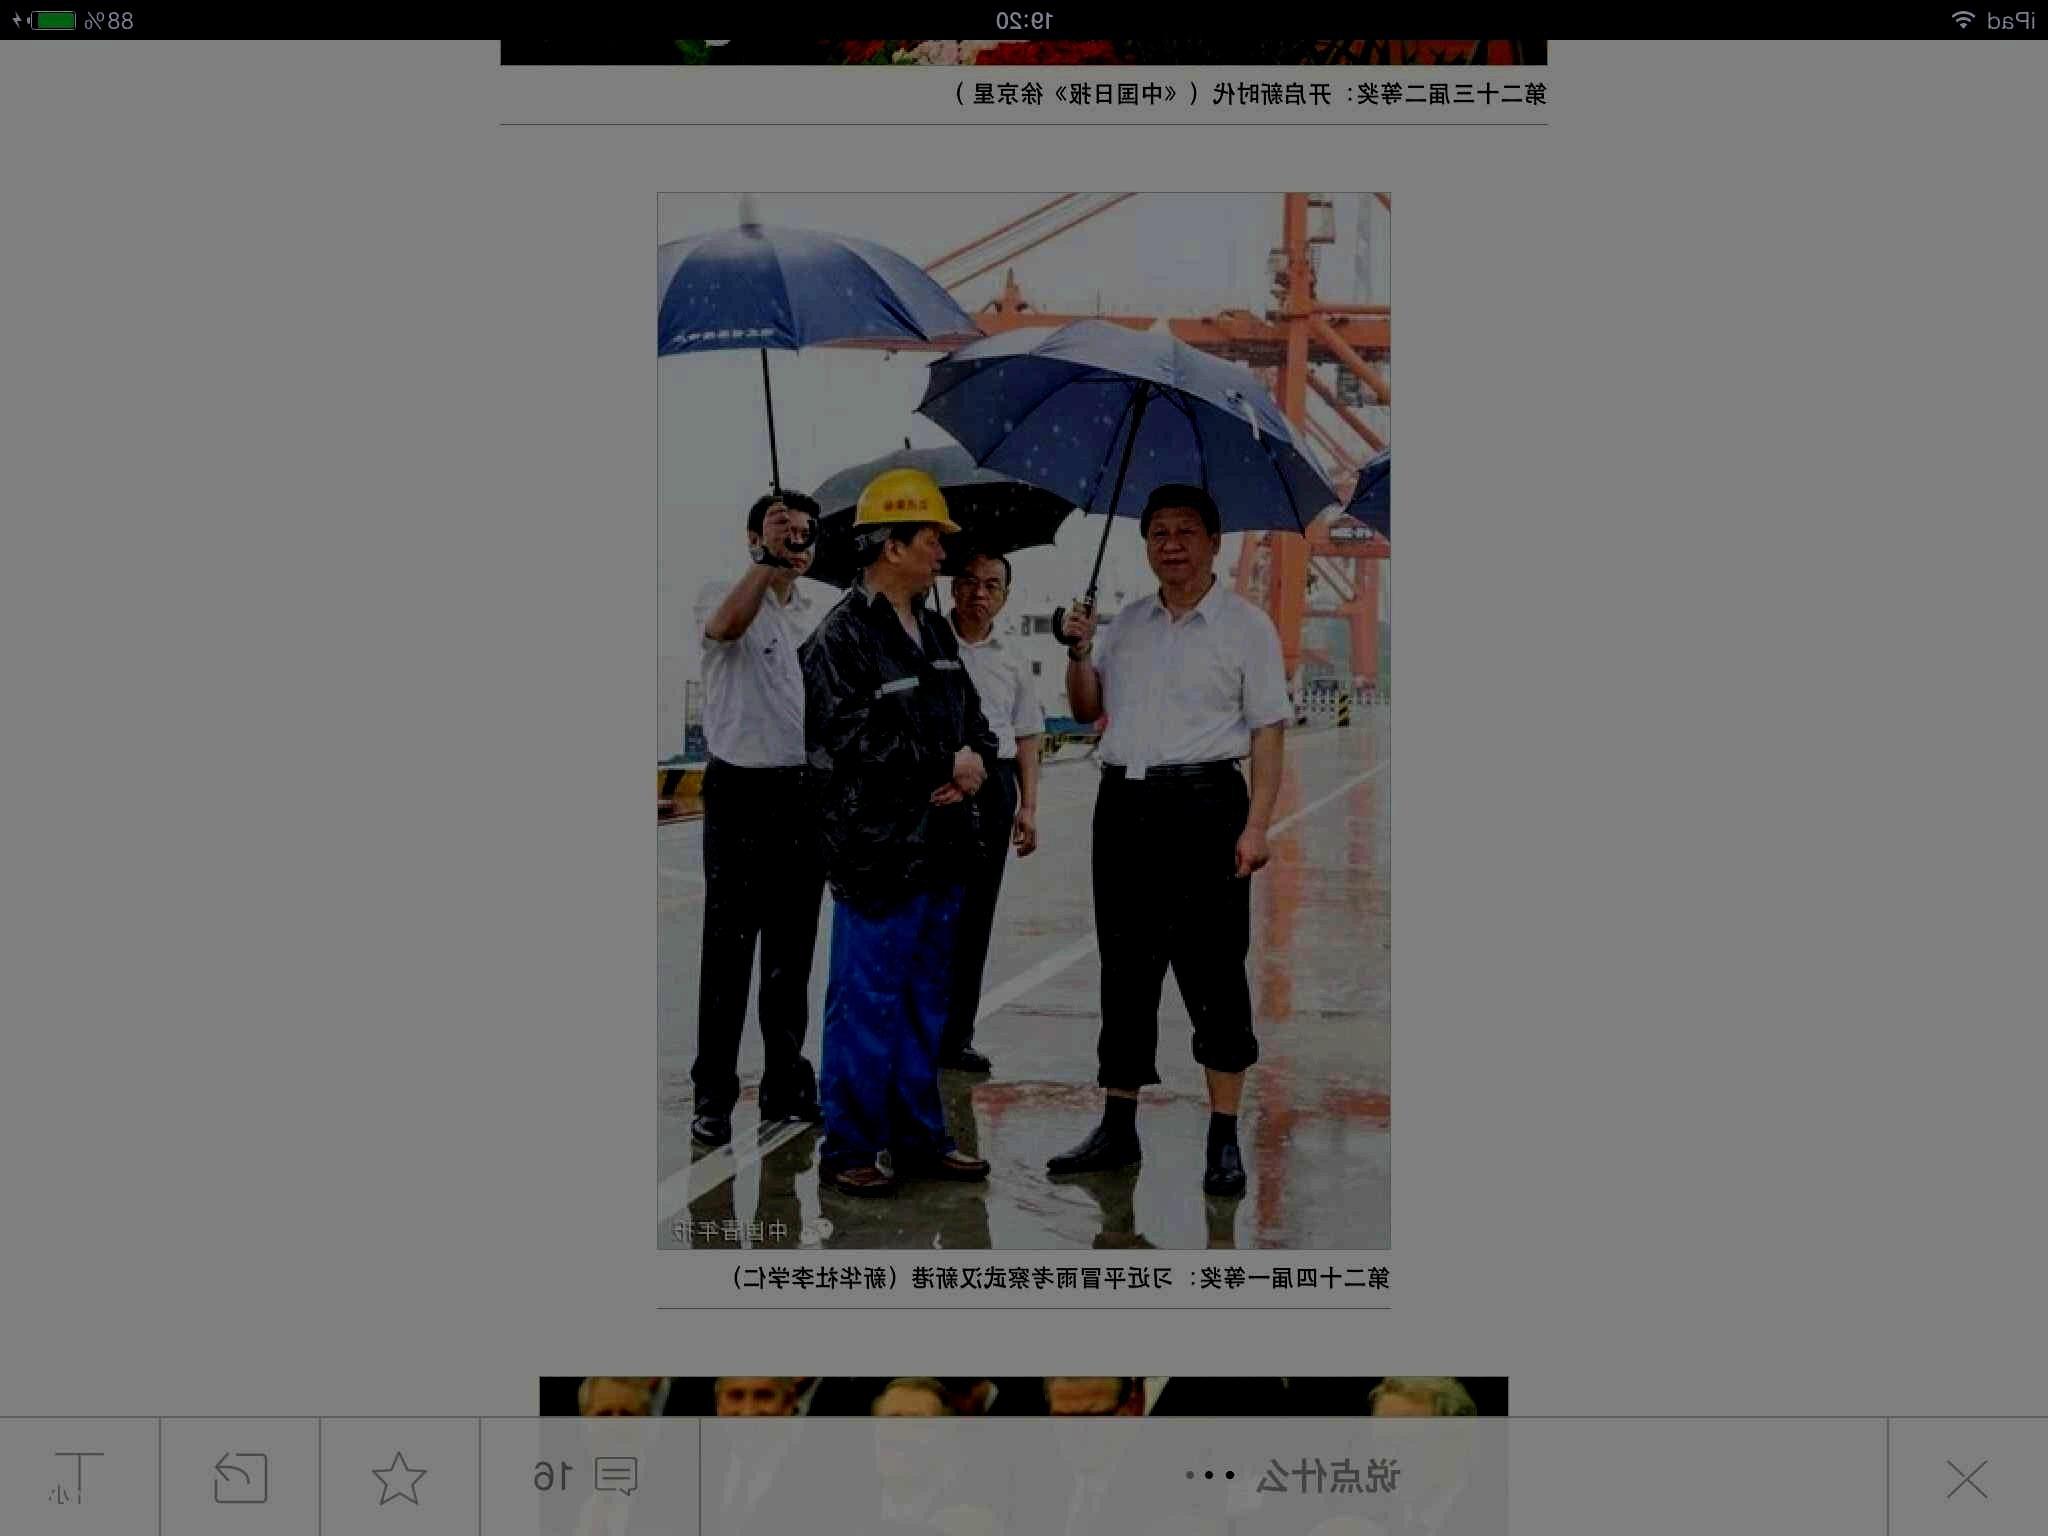 iPad 19:20 88%
第二十三届二等奖：开启新时代（《中国日报》徐京星）
中国青年报
第二十四届一等奖：习近平冒雨考察武汉新港（新华社李学仁）
说点什么 ... 16 小